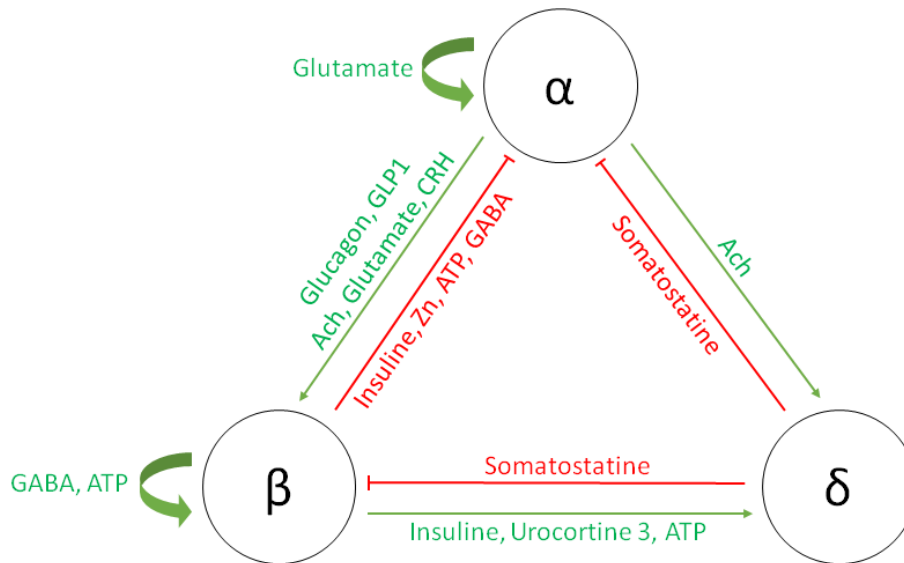 Glutamate
α
Glucagon, GLP1
Ach, Glutamate, CRH
Insuline, Zn, ATP, GABA
Somatostatine
Ach
GABA, ATP
β
Somatostatine
δ
Insuline, Urocortine 3, ATP